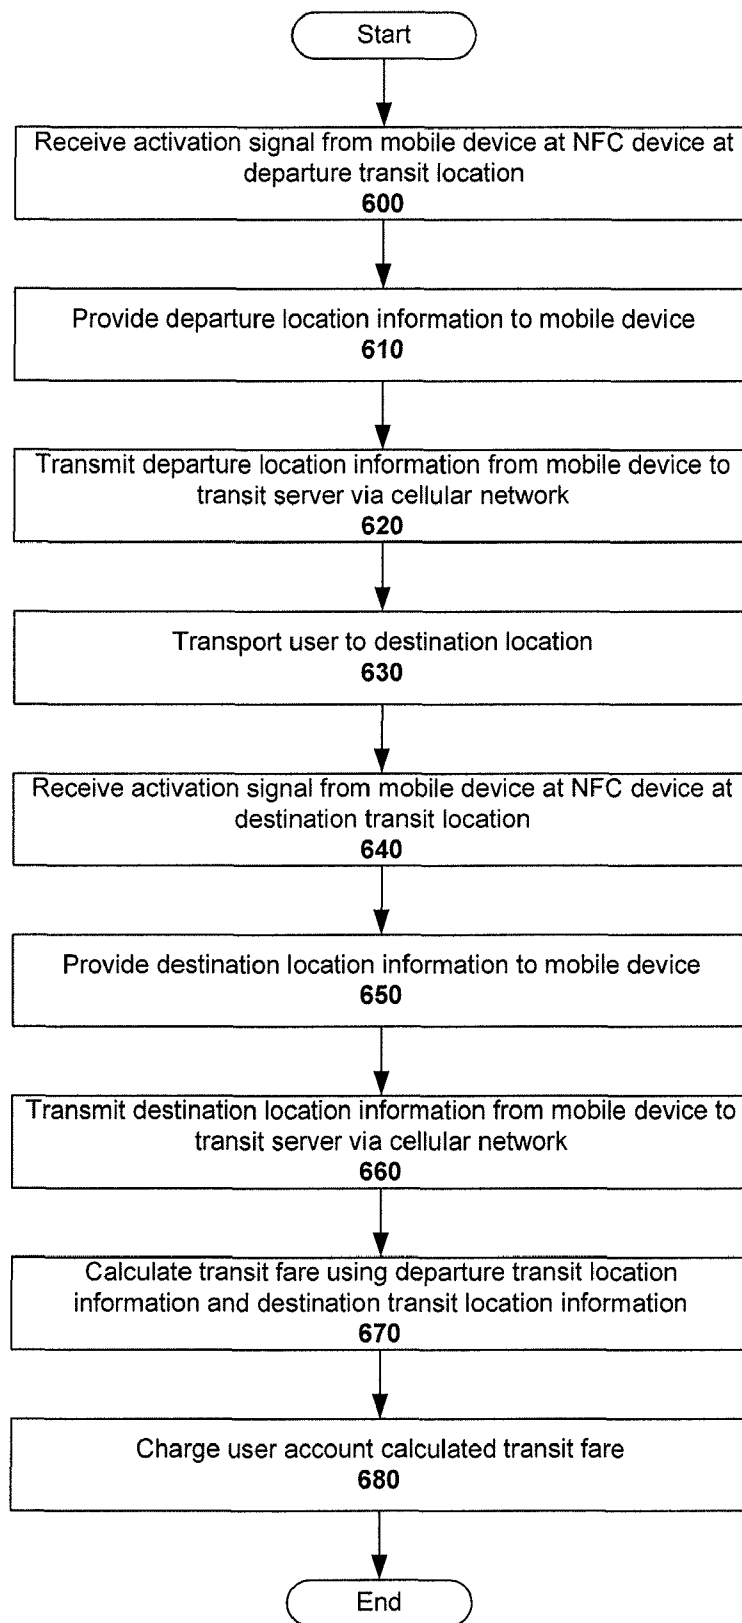 Start
Receive activation signal from mobile device at NFC device at
departure transit location
600
Provide departure location information to mobile device
610
Transmit departure location information from mobile device to
transit server via cellular network
620
Transport user to destination location
630
Receive activation signal from mobile device at NFC device at
destination transit location
640
Provide destination location information to mobile device
650
Transmit destination location information from mobile device to
transit server via cellular network
660
Calculate transit fare using departure transit location
information and destination transit location information
670
Charge user account calculated transit fare
680
End